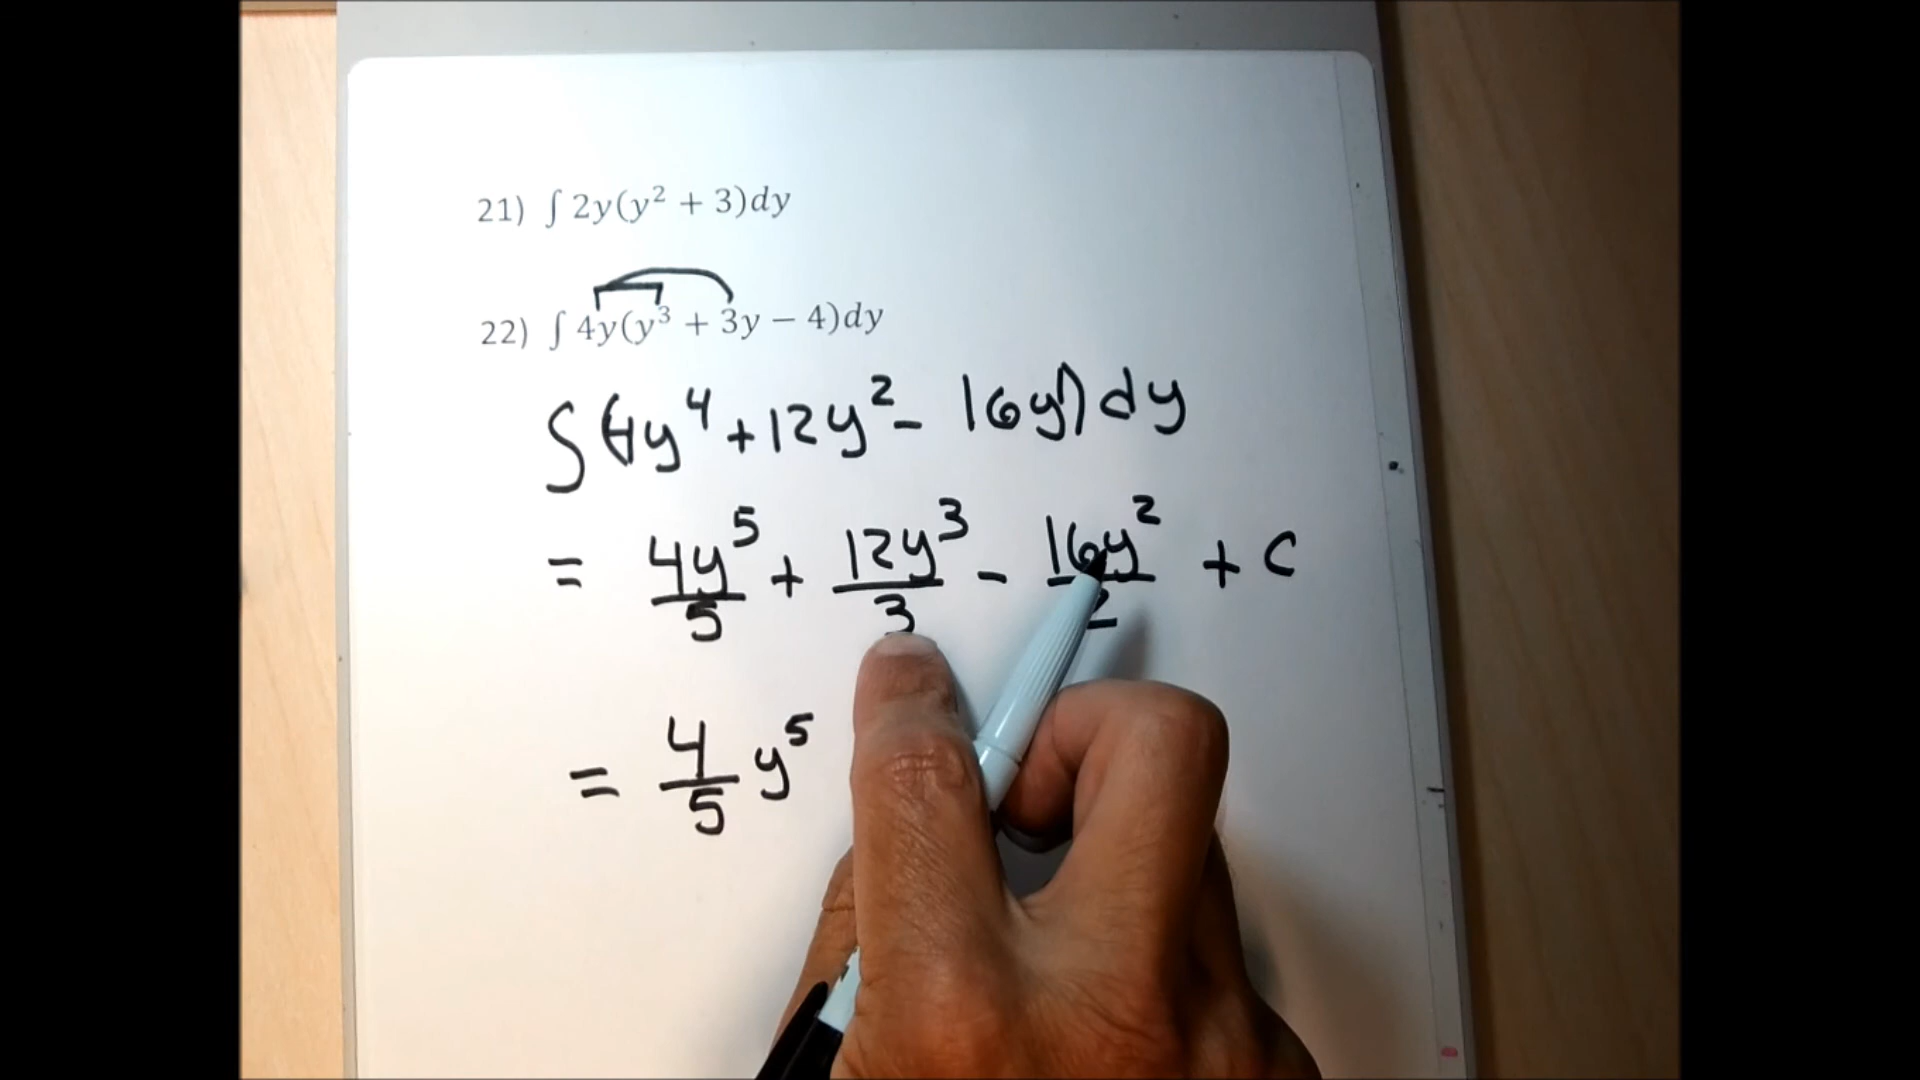 21) ∫ 2y(y² + 3)dy
22) ∫ 4y(y³ + 3y − 4)dy
∫ (4y⁴ + 12y² − 16y¹) dy
= 4y⁵/5 + 12y³/3 − 16y²/2 + C
= 4/5 y⁵